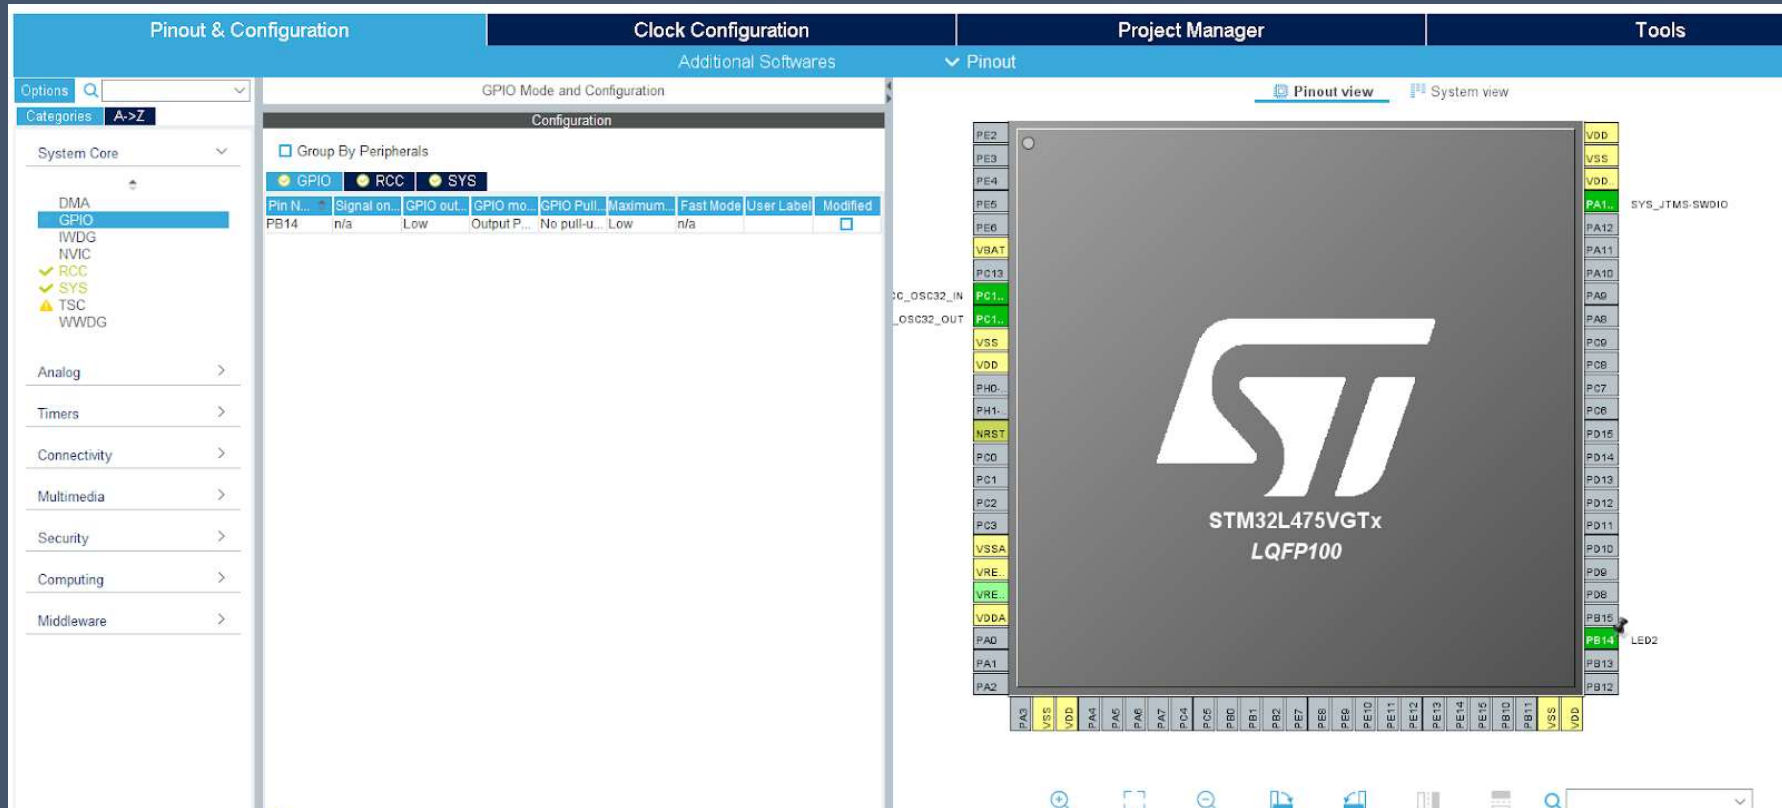 Pinout & Configuration
Clock Configuration
Project Manager
Tools
Additional Softwares
Pinout
Options
Categories
A->Z
System Core
DMA
GPIO
IWDG
NVIC
RCC
SYS
TSC
WWDG
Analog
Timers
Connectivity
Multimedia
Security
Computing
Middleware
GPIO Mode and Configuration
Configuration
Group By Peripherals
GPIO RCC SYS
Pin N... Signal on... GPIO out... GPIO mo... GPIO Pull... Maximum... Fast Mode User Label Modified
PB14 n/a Low Output P... No pull-u... Low n/a
Pinout view
System view
PE2
PE3
PE4
PE5
PE6
VBAT
PC13
CC_OSC32_IN PC1..
_OSC32_OUT PC1..
VSS
VDD
PH0-..
PH1-..
NRST
PC0
PC1
PC2
PC3
VSSA
VRE..
VRE..
VDDA
PA0
PA1
PA2
STM32L475VGTx
LQFP100
VDD
VSS
VDD..
PA1.. SYS_JTMS-SWDIO
PA12
PA11
PA10
PA9
PA8
PC9
PC8
PC7
PC6
PD15
PD14
PD13
PD12
PD11
PD10
PD9
PD8
PB15
PB14 LED2
PB13
PB12
PA3 VSS VDD PA4 PA5 PA6 PA7 PC4 PC5 PB0 PB1 PB2 PE7 PE8 PE9 PE10 PE11 PE12 PE13 PE14 PE15 PB10 PB11 VSS VDD